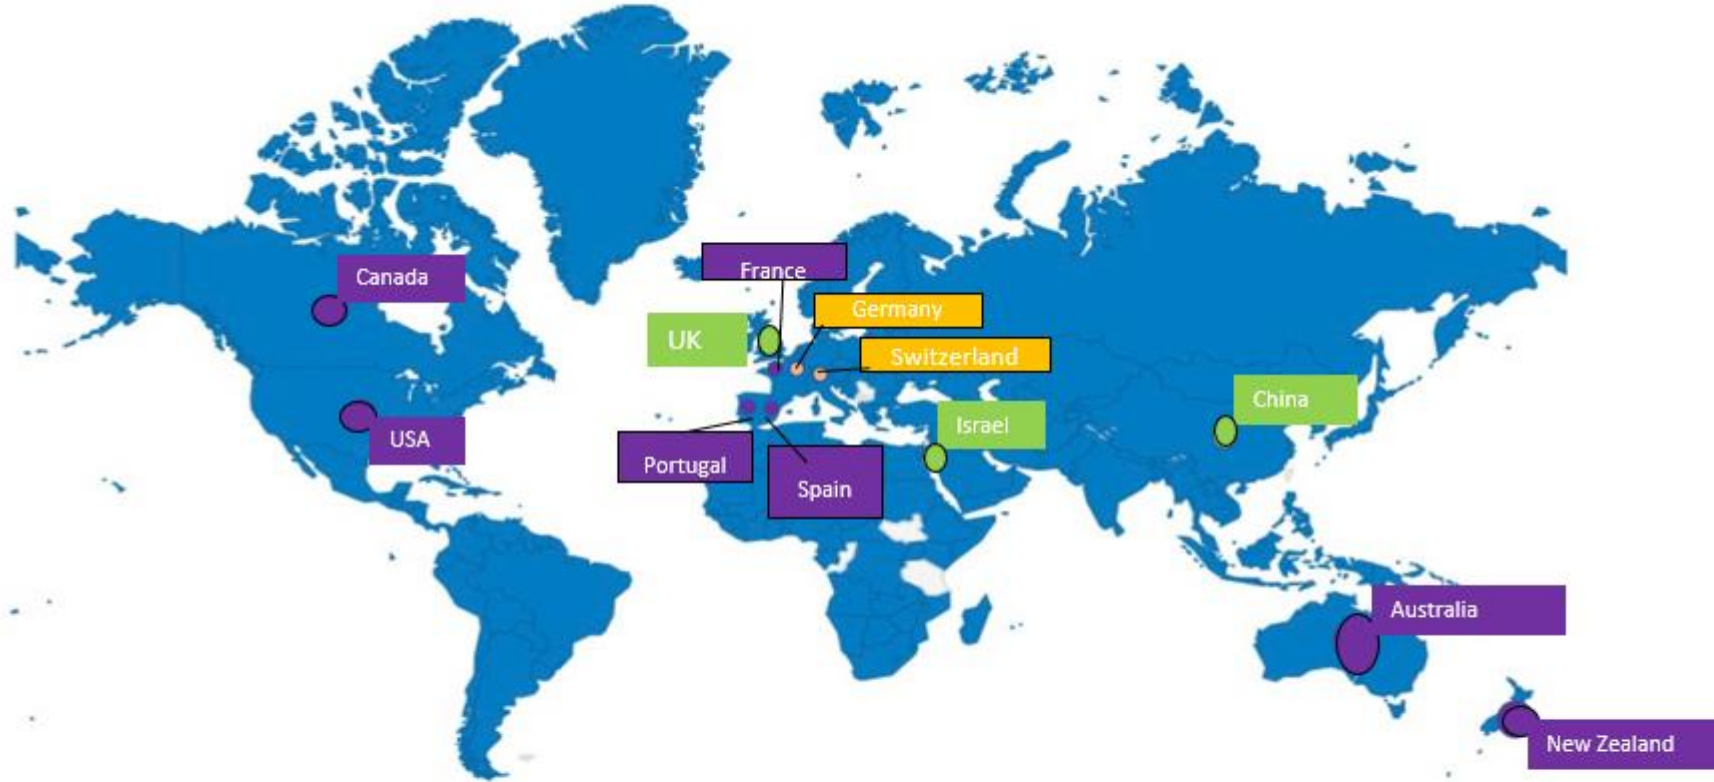 France
Canada
Germany
UK
Switzerland
China
Israel
USA
Portugal
Spain
Australia
New Zealand